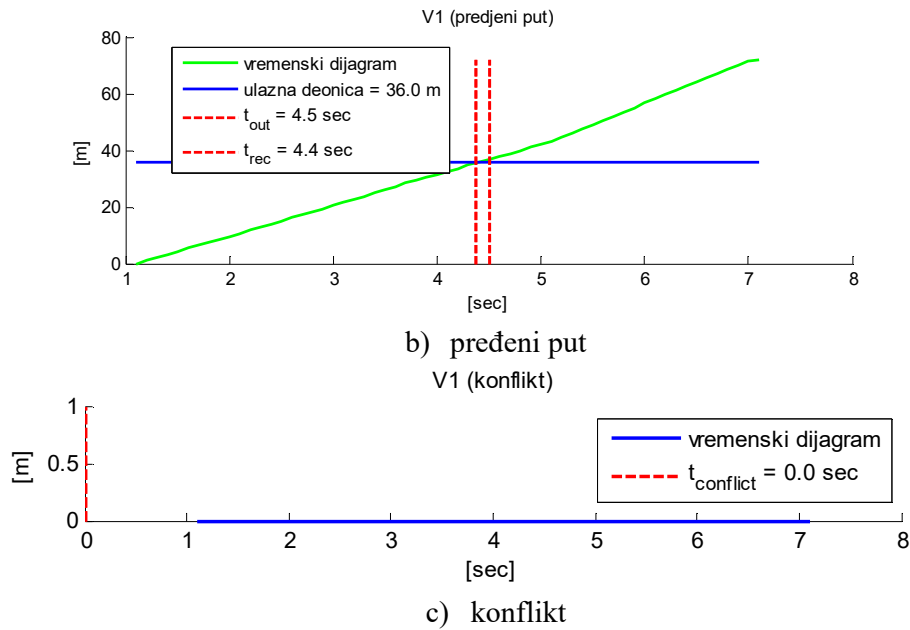 V1 (predjeni put)
80
60
40
20
0
[m]
vremenski dijagram
ulazna deonica = 36.0 m
t_out = 4.5 sec
t_rec = 4.4 sec
1 2 3 4 5 6 7 8
[sec]
b) pređeni put
V1 (konflikt)
1
0.5
0
[m]
vremenski dijagram
t_conflict = 0.0 sec
0 1 2 3 4 5 6 7 8
[sec]
c) konflikt